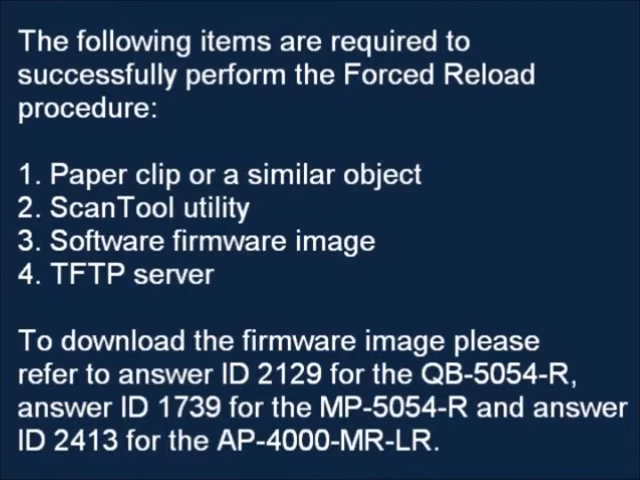 The following items are required to
successfully perform the Forced Reload
procedure:
1. Paper clip or a similar object
2. ScanTool utility
3. Software firmware image
4. TFTP server
To download the firmware image please
refer to answer ID 2129 for the QB-5054-R,
answer ID 1739 for the MP-5054-R and answer
ID 2413 for the AP-4000-MR-LR.